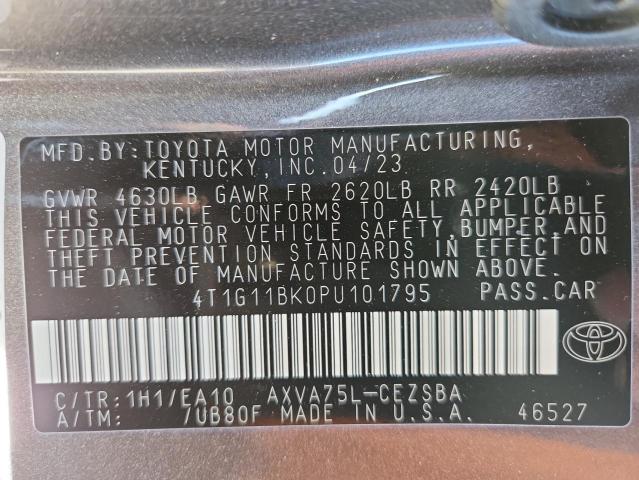 MFD. BY: TOYOTA MOTOR MANUFACTURING,
KENTUCKY, INC. 04/23
GVWR 4630LB GAWR FR 2620LB RR 2420LB
THIS VEHICLE CONFORMS TO ALL APPLICABLE
FEDERAL MOTOR VEHICLE SAFETY, BUMPER, AND
THEFT PREVENTION STANDARDS IN EFFECT ON
THE DATE OF MANUFACTURE SHOWN ABOVE.
4T1G11BK0PU101795 PASS. CAR
C/TR: 1H1/EA10 AXVA75L-CEZSBA
A/TM: /UB80F MADE IN U.S.A. 46527